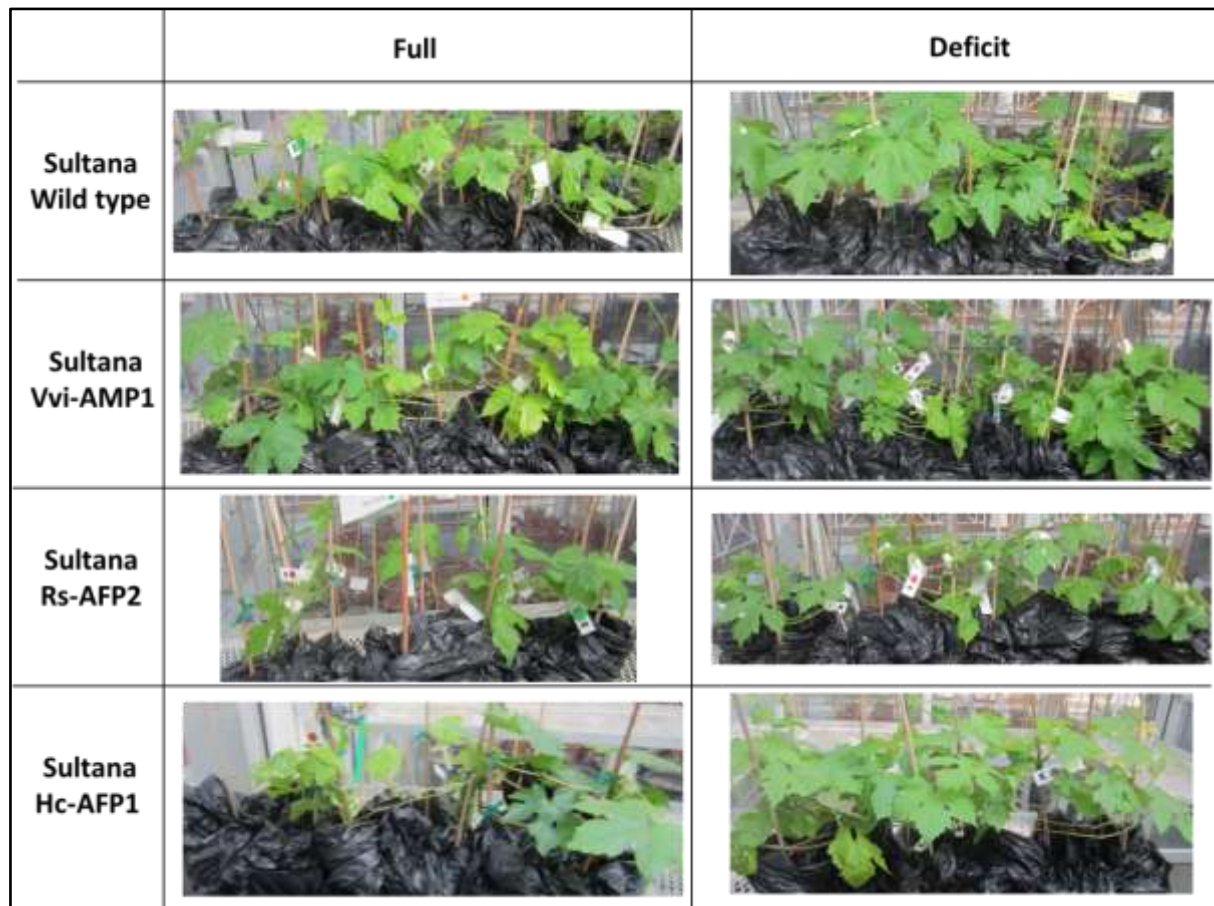 Full
Deficit
Sultana
Wild type
Sultana
Vvi-AMP1
Sultana
Rs-AFP2
Sultana
Hc-AFP1